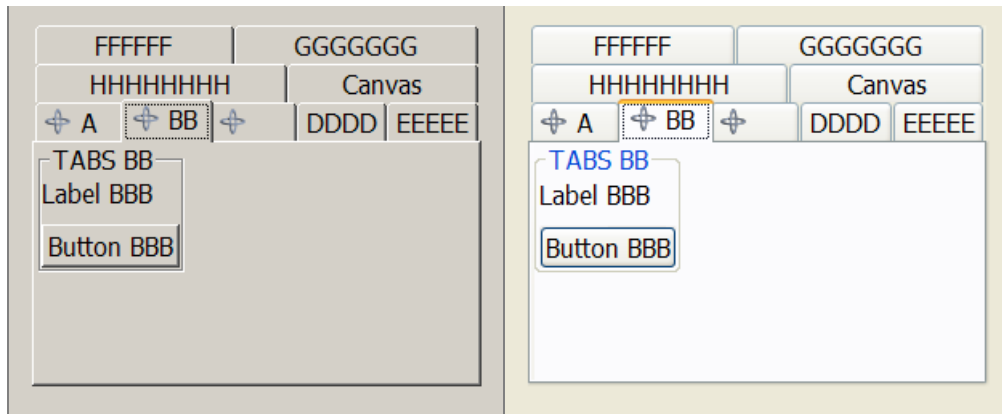 FFFFFF GGGGGGG
HHHHHHHH Canvas
A BB DDDD EEEEE
TABS BB
Label BBB
Button BBB
FFFFFF GGGGGGG
HHHHHHHH Canvas
A BB DDDD EEEEE
TABS BB
Label BBB
Button BBB